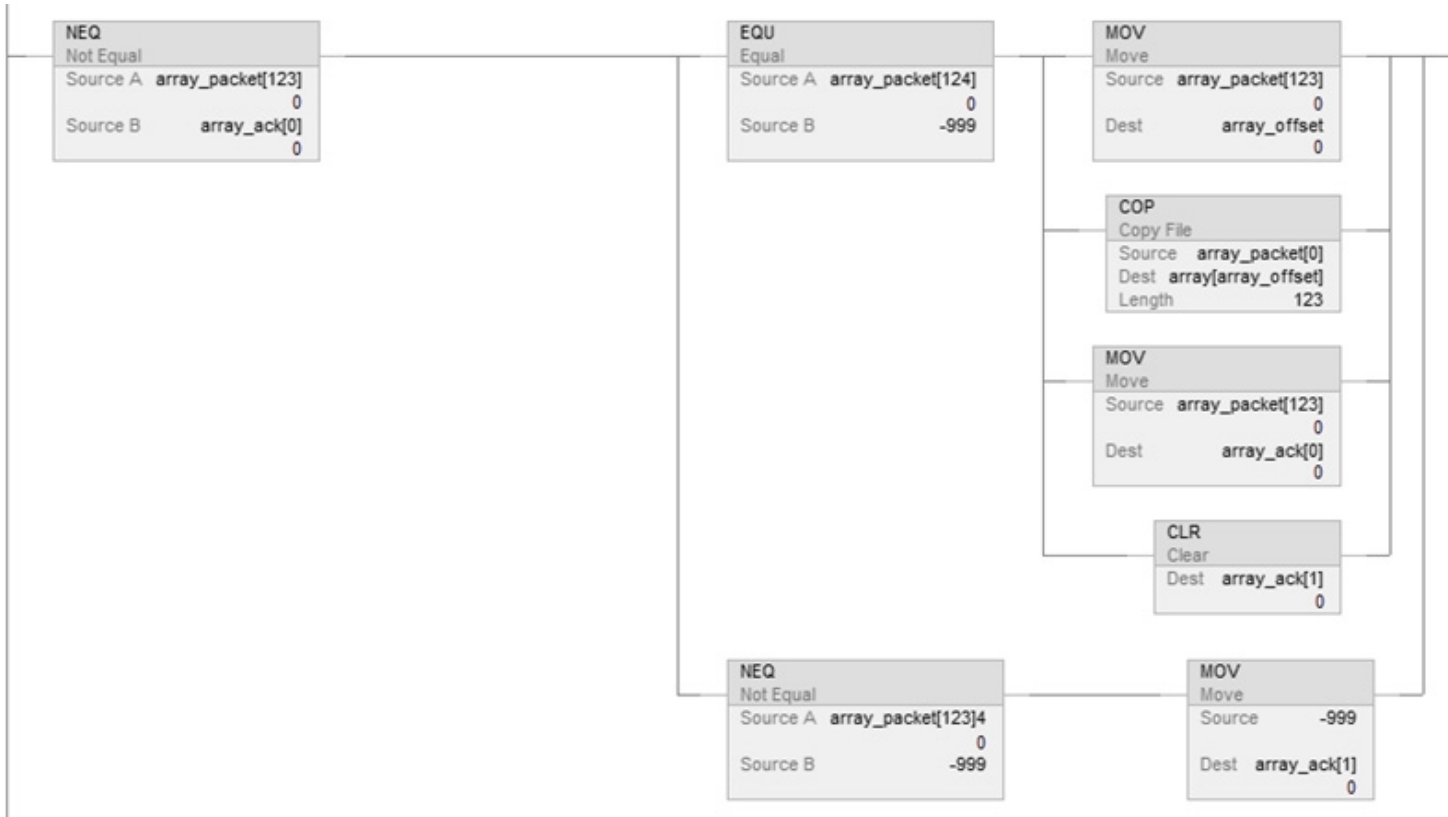 NEQ
Not Equal
Source A array_packet[123]
0
Source B array_ack[0]
0
EQU
Equal
Source A array_packet[124]
0
Source B -999
MOV
Move
Source array_packet[123]
0
Dest array_offset
0
COP
Copy File
Source array_packet[0]
Dest array[array_offset]
Length 123
MOV
Move
Source array_packet[123]
0
Dest array_ack[0]
0
CLR
Clear
Dest array_ack[1]
0
NEQ
Not Equal
Source A array_packet[123]4
0
Source B -999
MOV
Move
Source -999
Dest array_ack[1]
0